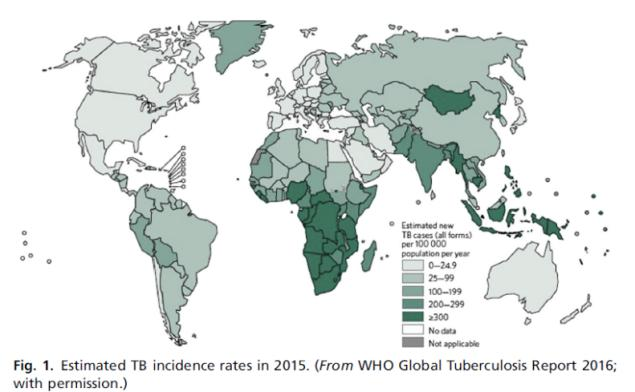 Estimated new
TB cases (all forms)
per 100 000
population per year
0–24.9
25–99
100–199
200–299
≥300
No data
Not applicable
Fig. 1. Estimated TB incidence rates in 2015. (From WHO Global Tuberculosis Report 2016;
with permission.)